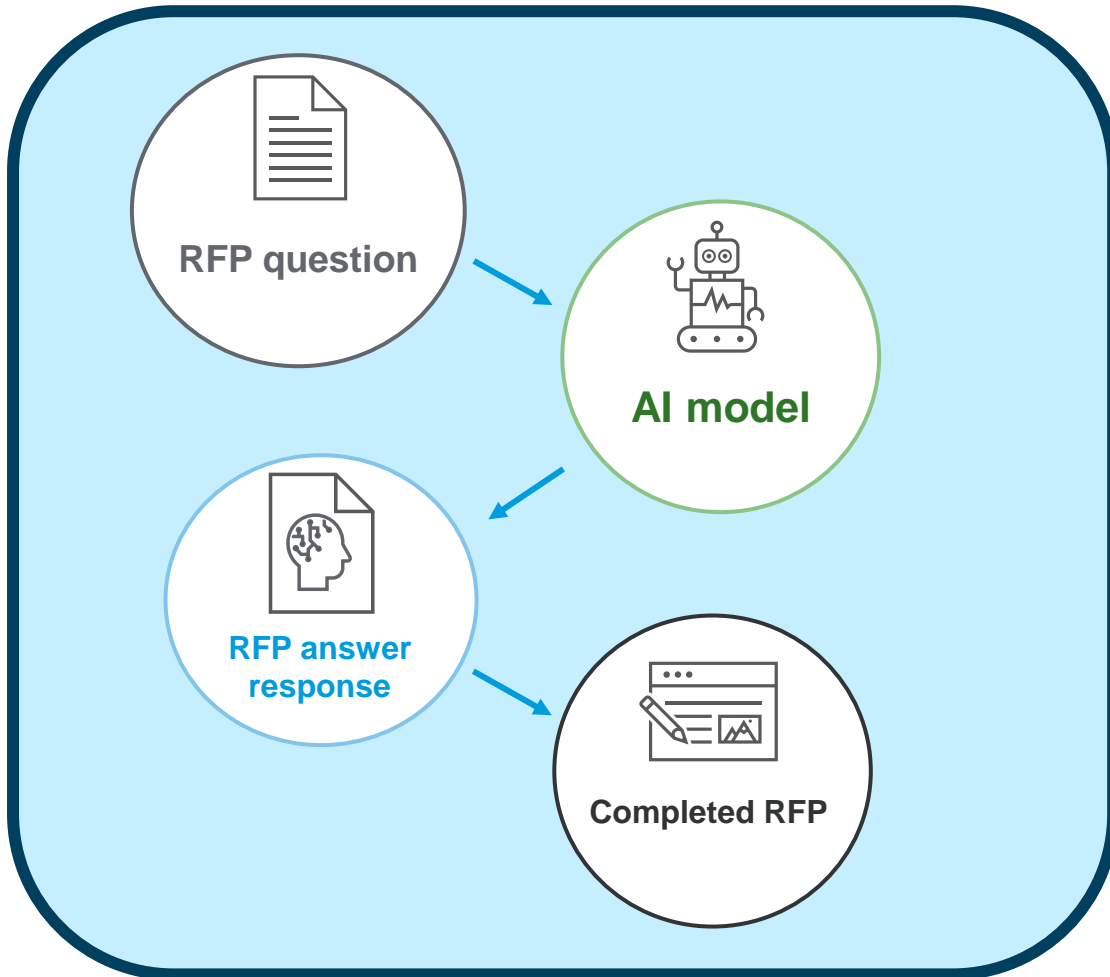 RFP question
AI model
RFP answer
response
Completed RFP